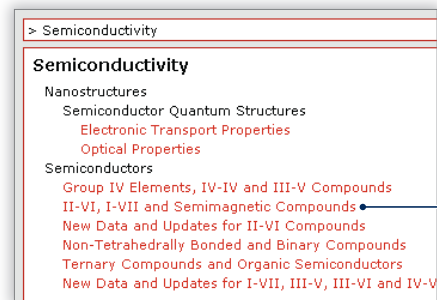 > Semiconductivity
Semiconductivity
Nanostructures
Semiconductor Quantum Structures
Electronic Transport Properties
Optical Properties
Semiconductors
Group IV Elements, IV-IV and III-V Compounds
II-VI, I-VII and Semimagnetic Compounds
New Data and Updates for II-VI Compounds
Non-Tetrahedrally Bonded and Binary Compounds
Ternary Compounds and Organic Semiconductors
New Data and Updates for I-VII, III-V, III-VI and IV-V